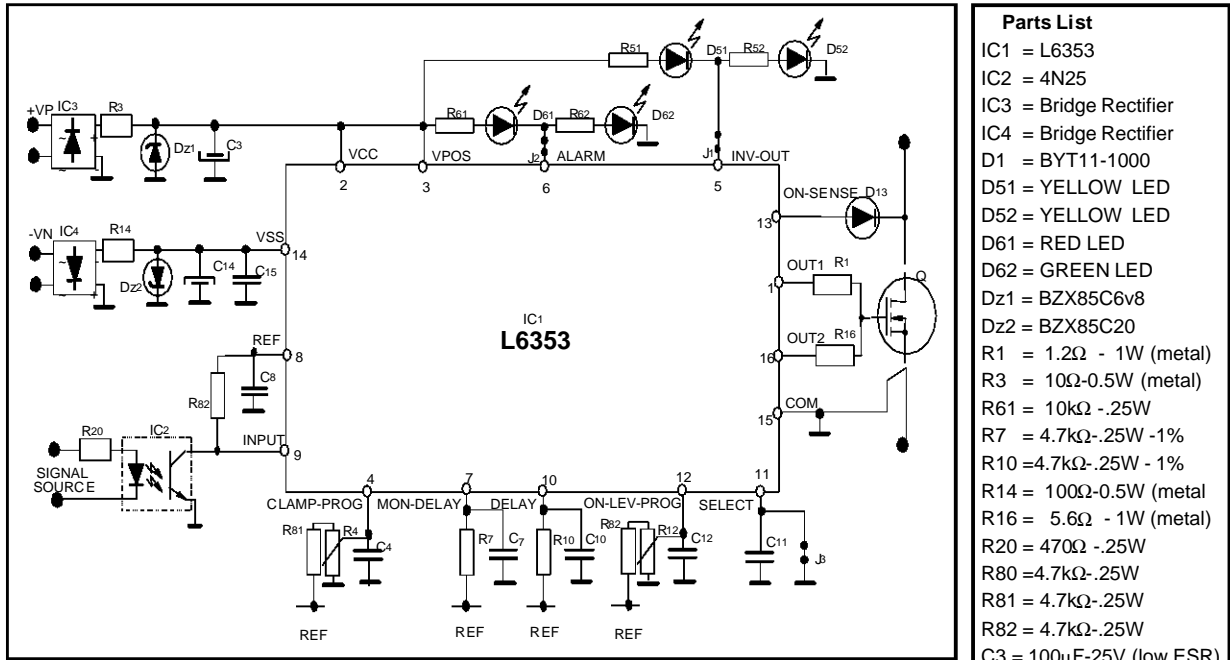 R51
D51
R52
D52
+VP
IC3
R3
R61
D61
R62
D62
Dz1
C3
VCC
VPOS
J2
ALARM
J1
INV-OUT
2
3
6
5
ON-SENSE
D13
13
-VN
IC4
R14
VSS
14
Dz2
C14
C15
OUT1
R1
1
Q
IC1
L6353
OUT2
R16
16
REF
8
C8
R82
COM
15
R20
IC2
INPUT
9
SIGNAL
SOURCE
4
7
10
12
11
CLAMP-PROG
MON-DELAY
DELAY
ON-LEV-PROG
SELECT
R81
R4
C4
R7
C7
R10
C10
R82
R12
C12
C11
J3
REF
REF
REF
REF
Parts List
IC1 = L6353
IC2 = 4N25
IC3 = Bridge Rectifier
IC4 = Bridge Rectifier
D1 = BYT11-1000
D51 = YELLOW LED
D52 = YELLOW LED
D61 = RED LED
D62 = GREEN LED
Dz1 = BZX85C6v8
Dz2 = BZX85C20
R1 = 1.2Ω - 1W (metal)
R3 = 10Ω-0.5W (metal)
R61 = 10kΩ -.25W
R7 = 4.7kΩ-.25W -1%
R10 =4.7kΩ-.25W - 1%
R14 = 100Ω-0.5W (metal
R16 = 5.6Ω - 1W (metal)
R20 = 470Ω -.25W
R80 =4.7kΩ-.25W
R81 = 4.7kΩ-.25W
R82 = 4.7kΩ-.25W
C3 = 100uF-25V (low ESR)